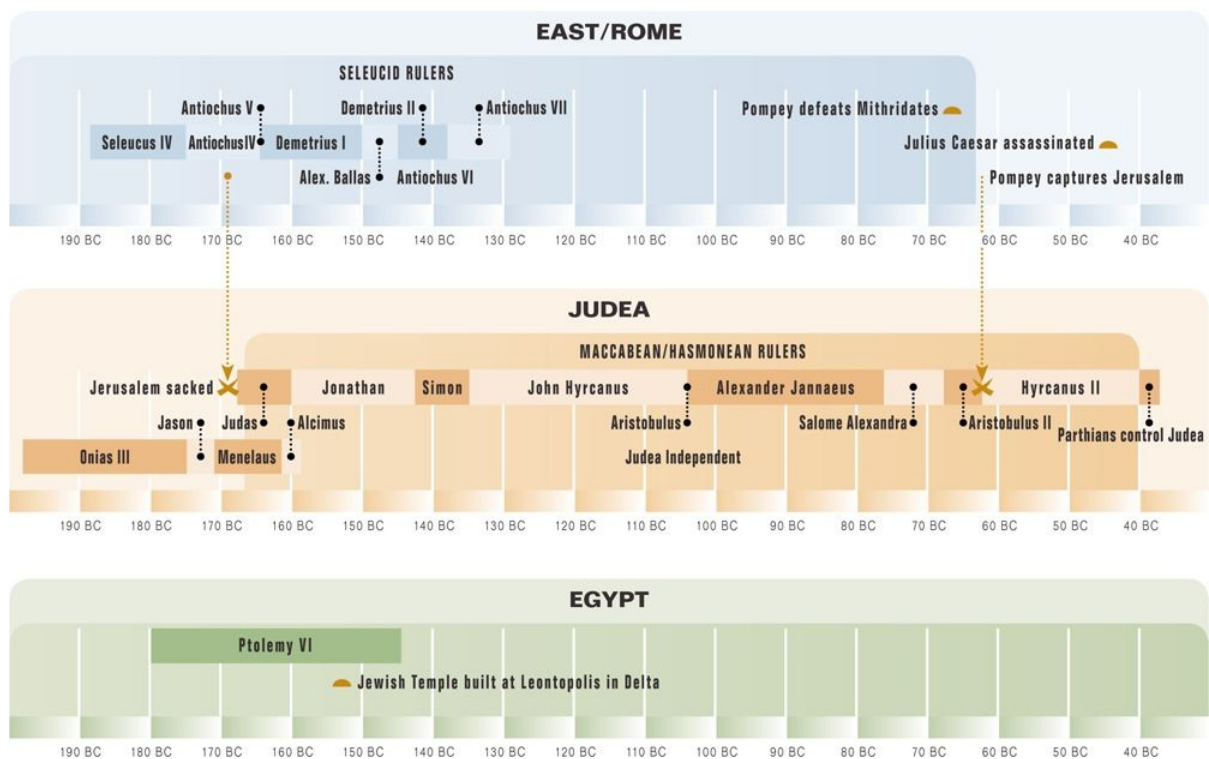 EAST/ROME
SELEUCID RULERS
Antiochus V
Demetrius II
Antiochus VII
Pompey defeats Mithridates
Seleucus IV
AntiochusIV
Demetrius I
Julius Caesar assassinated
Alex. Ballas
Antiochus VI
Pompey captures Jerusalem
190 BC 180 BC 170 BC 160 BC 150 BC 140 BC 130 BC 120 BC 110 BC 100 BC 90 BC 80 BC 70 BC 60 BC 50 BC 40 BC
JUDEA
MACCABEAN/HASMONEAN RULERS
Jerusalem sacked
Jonathan
Simon
John Hyrcanus
Alexander Jannaeus
Hyrcanus II
Jason
Judas
Alcimus
Aristobulus
Salome Alexandra
Aristobulus II
Parthians control Judea
Onias III
Menelaus
Judea Independent
190 BC 180 BC 170 BC 160 BC 150 BC 140 BC 130 BC 120 BC 110 BC 100 BC 90 BC 80 BC 70 BC 60 BC 50 BC 40 BC
EGYPT
Ptolemy VI
Jewish Temple built at Leontopolis in Delta
190 BC 180 BC 170 BC 160 BC 150 BC 140 BC 130 BC 120 BC 110 BC 100 BC 90 BC 80 BC 70 BC 60 BC 50 BC 40 BC